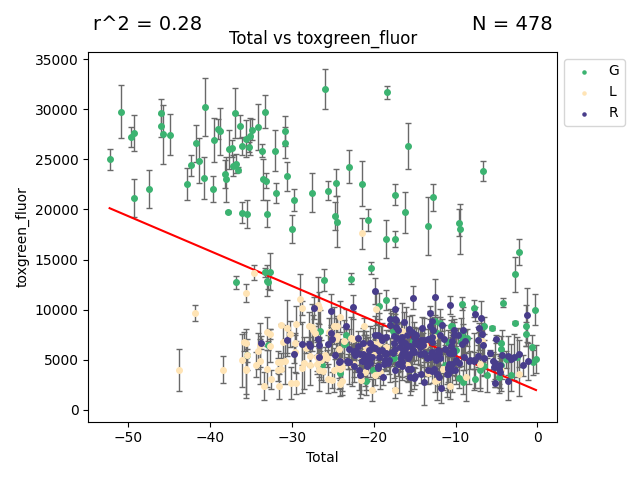 r^2 = 0.28
N = 478
Total vs toxgreen_fluor
G
L
R
toxgreen_fluor
35000
30000
25000
20000
15000
10000
5000
0
−50
−40
−30
−20
−10
0
Total